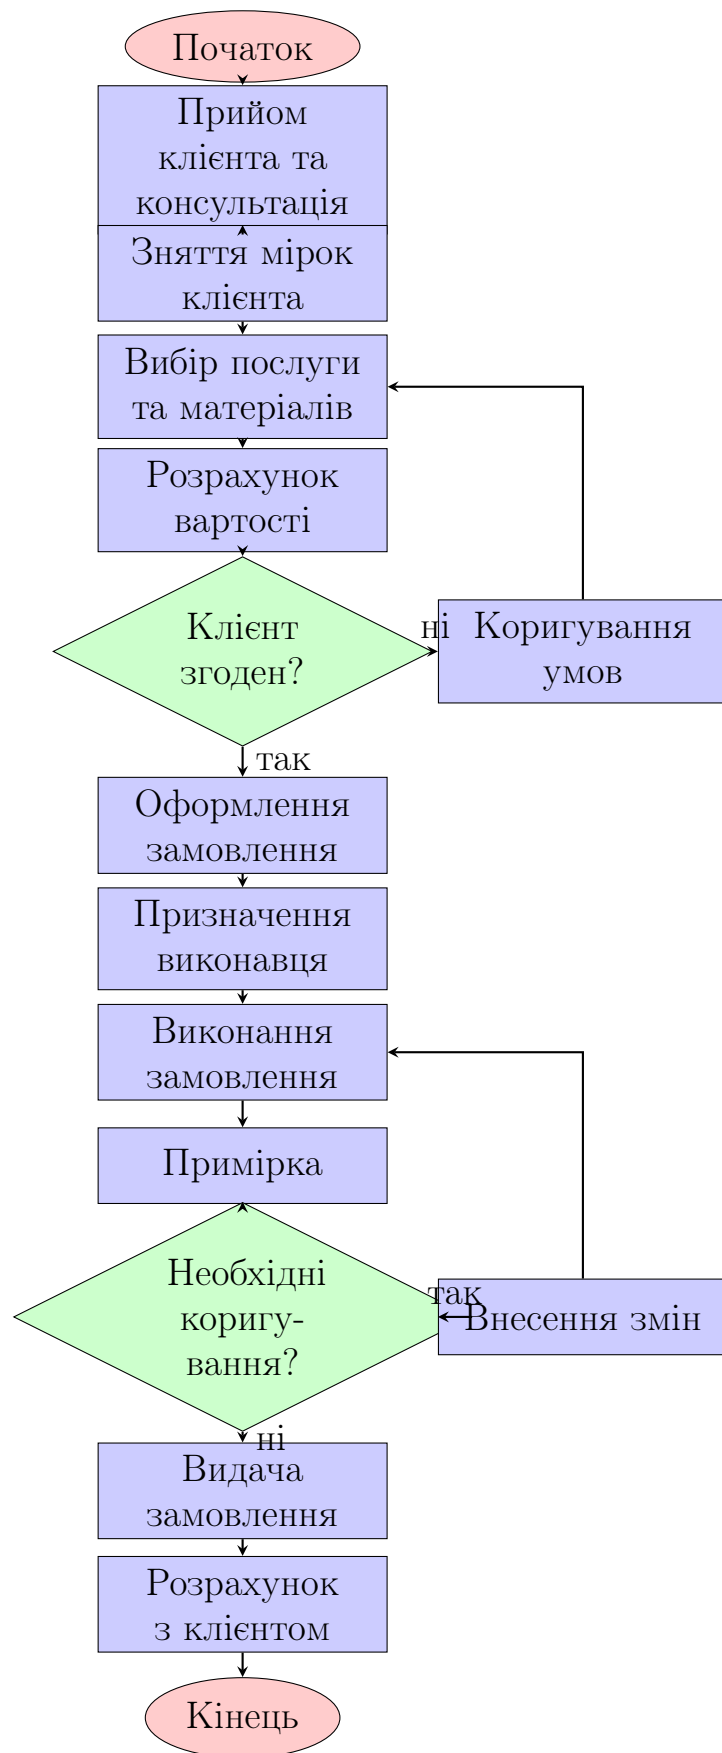 Початок
Прийом
клієнта та
консультація
Зняття мірок
клієнта
Вибір послуги
та матеріалів
Розрахунок
вартості
Клієнт
згоден?
ні
Коригування
умов
так
Оформлення
замовлення
Призначення
виконавця
Виконання
замовлення
Примірка
Необхідні
коригу-
вання?
так
Внесення змін
ні
Видача
замовлення
Розрахунок
з клієнтом
Кінець